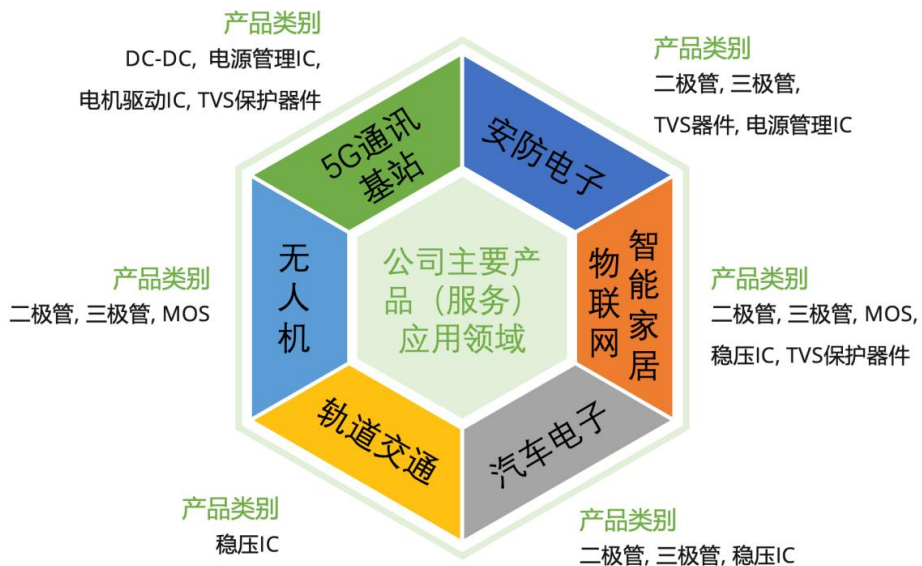 产品类别
DC-DC, 电源管理IC,
电机驱动IC, TVS保护器件
产品类别
二极管, 三极管,
TVS器件, 电源管理IC
5G通讯
基站
安防电子
无人机
公司主要产
品（服务）
应用领域
智能家居
物联网
产品类别
二极管, 三极管, MOS
产品类别
二极管, 三极管, MOS,
稳压IC, TVS保护器件
轨道交通
汽车电子
产品类别
稳压IC
产品类别
二极管, 三极管, 稳压IC